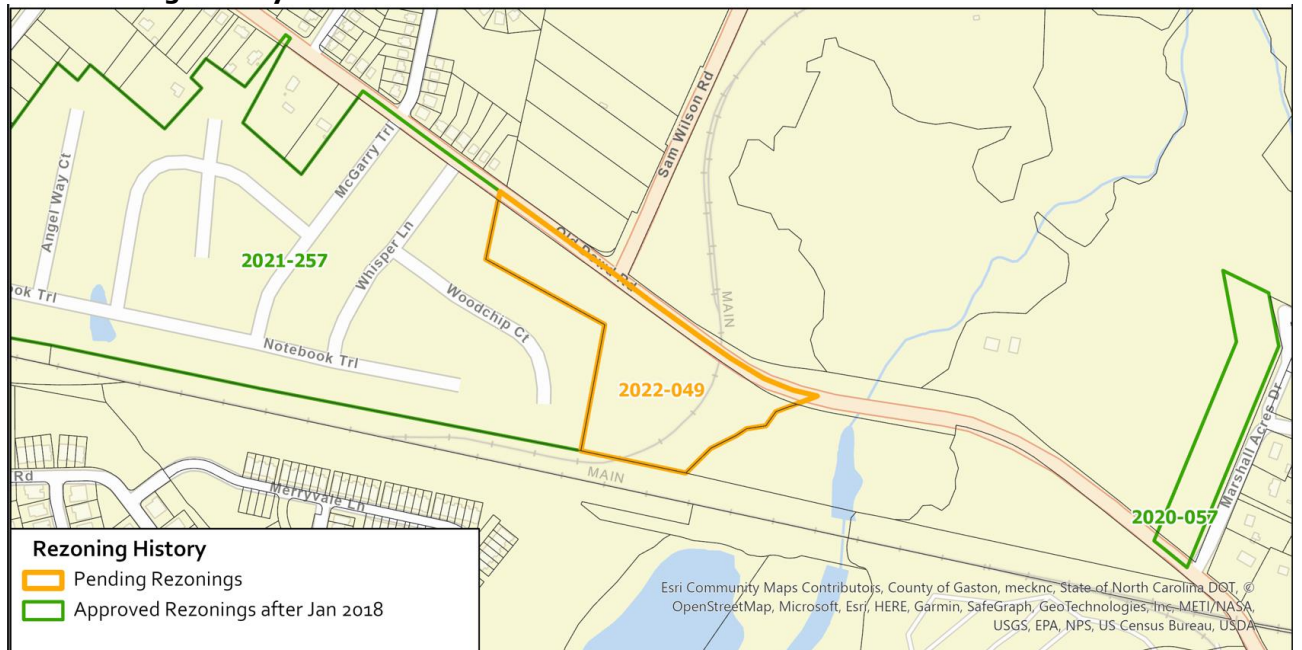 Sam Wilson Rd
McGarry Trl
Angel Way Ct
Whisper Ln
Old Dowd Rd
2021-257
ok Trl
Woodchip Ct
MAIN
Notebook Trl
2022-049
Marshall Acres Dr
MAIN
Rd
Merryvale Ln
2020-057
Rezoning History
Pending Rezonings
Approved Rezonings after Jan 2018
Esri Community Maps Contributors, County of Gaston, mecknc, State of North Carolina DOT, ©
OpenStreetMap, Microsoft, Esri, HERE, Garmin, SafeGraph, GeoTechnologies, Inc, METI/NASA,
USGS, EPA, NPS, US Census Bureau, USDA